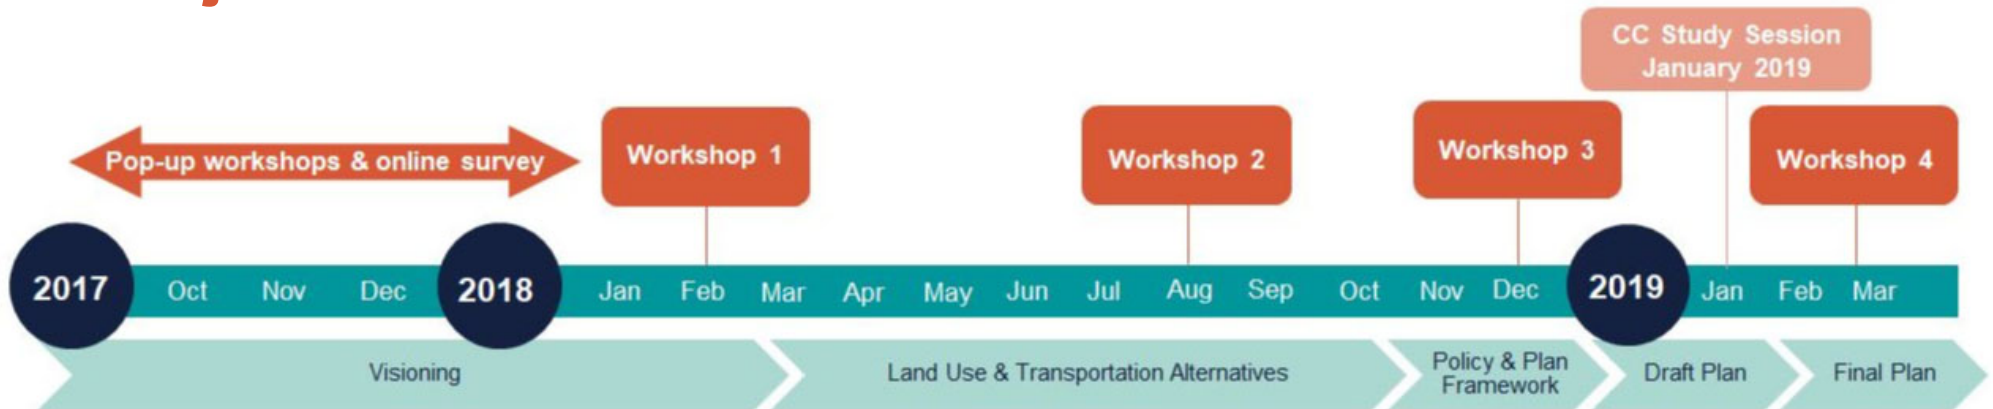 CC Study Session
January 2019
Pop-up workshops & online survey
Workshop 1
Workshop 2
Workshop 3
Workshop 4
2017 Oct Nov Dec 2018 Jan Feb Mar Apr May Jun Jul Aug Sep Oct Nov Dec 2019 Jan Feb Mar
Visioning
Land Use & Transportation Alternatives
Policy & Plan
Framework
Draft Plan
Final Plan